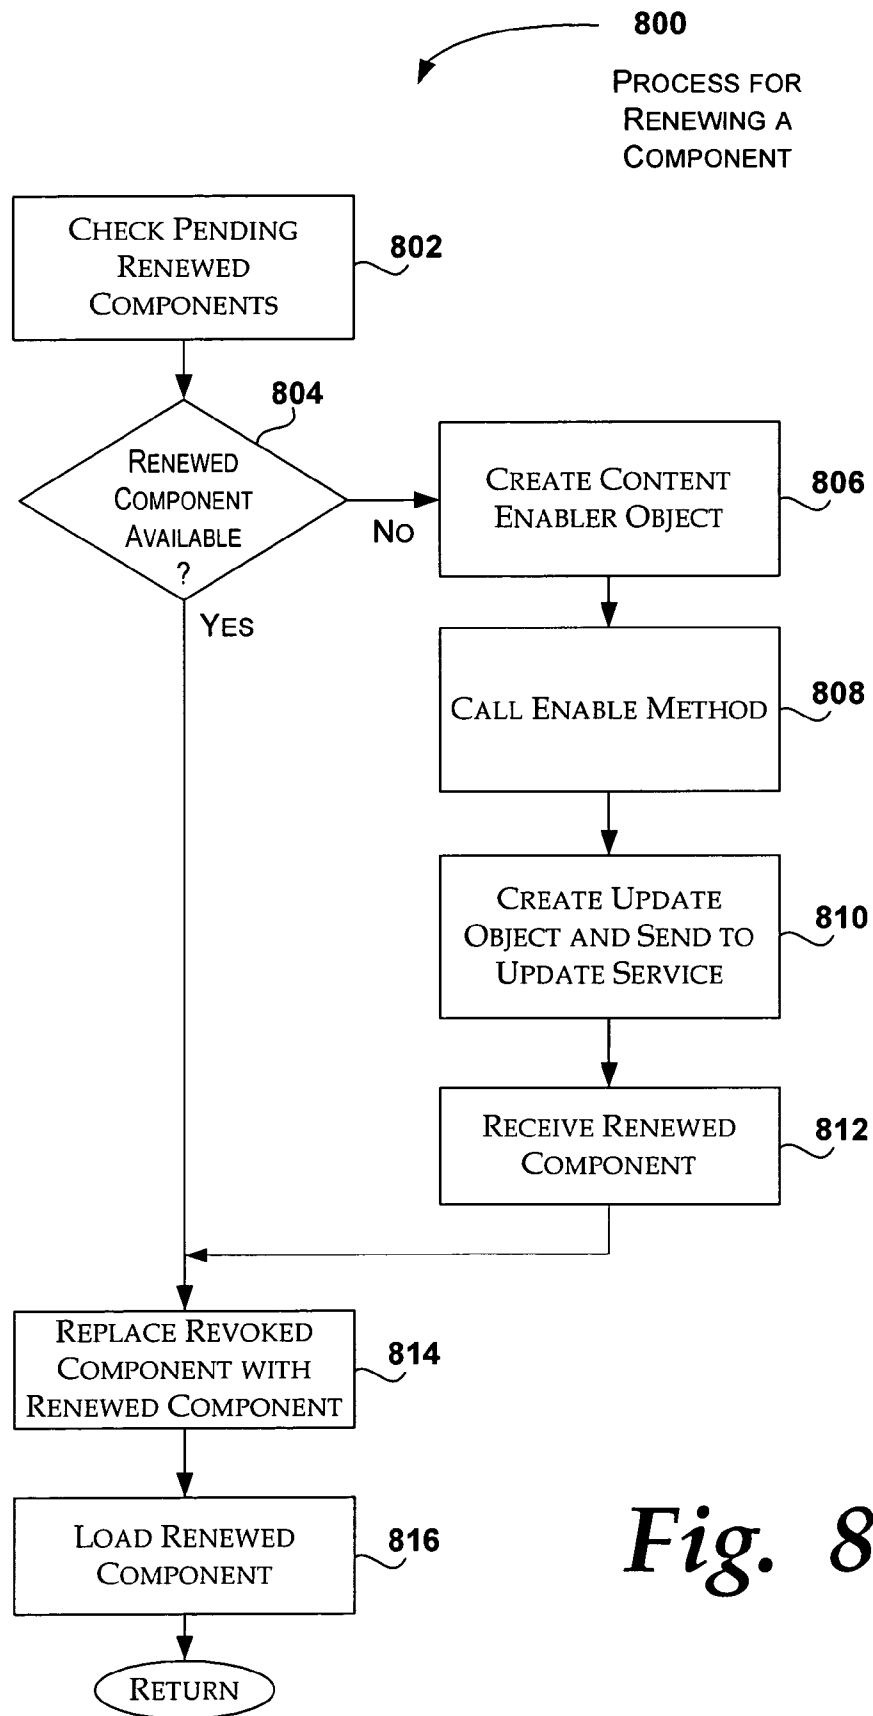 800
PROCESS FOR
RENEWING A
COMPONENT
CHECK PENDING
RENEWED
COMPONENTS
802
804
RENEWED
COMPONENT
AVAILABLE
?
NO
YES
CREATE CONTENT
ENABLER OBJECT
806
CALL ENABLE METHOD
808
CREATE UPDATE
OBJECT AND SEND TO
UPDATE SERVICE
810
RECEIVE RENEWED
COMPONENT
812
REPLACE REVOKED
COMPONENT WITH
RENEWED COMPONENT
814
LOAD RENEWED
COMPONENT
816
RETURN
Fig. 8